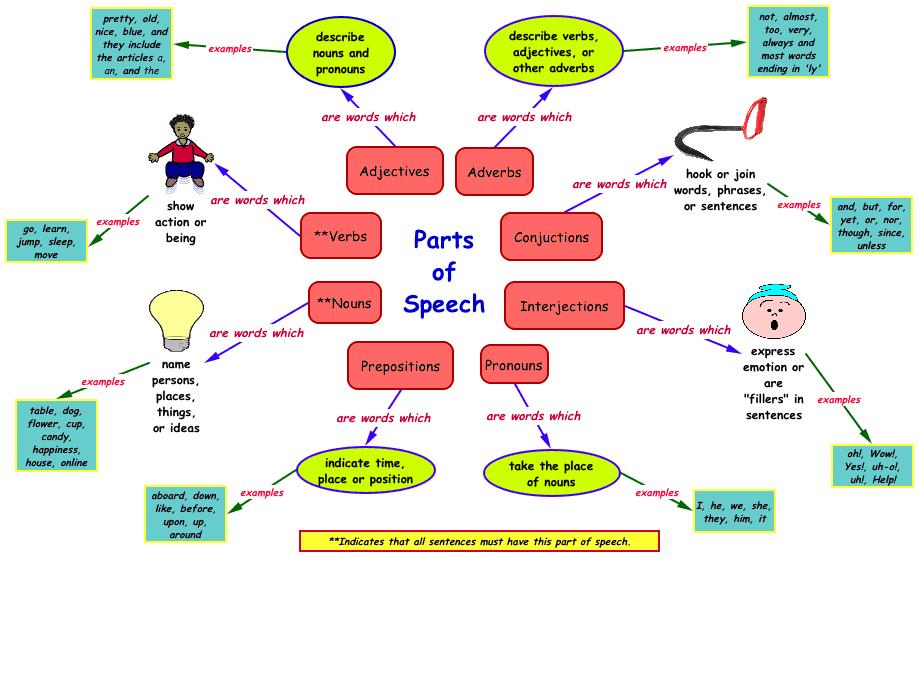 Parts
of
Speech
Adjectives
are words which
describe
nouns and
pronouns
examples
pretty, old,
nice, blue, and
they include
the articles a,
an, and the
Adverbs
are words which
describe verbs,
adjectives, or
other adverbs
examples
not, almost,
too, very,
always and
most words
ending in 'ly'
**Verbs
are words which
show
action or
being
examples
go, learn,
jump, sleep,
move
Conjuctions
are words which
hook or join
words, phrases,
or sentences
examples
and, but, for,
yet, or, nor,
though, since,
unless
**Nouns
are words which
name
persons,
places,
things,
or ideas
examples
table, dog,
flower, cup,
candy,
happiness,
house, online
Interjections
are words which
express
emotion or
are
"fillers" in
sentences
examples
oh!, Wow!,
Yes!, uh-o!,
uh!, Help!
Prepositions
are words which
indicate time,
place or position
examples
aboard, down,
like, before,
upon, up,
around
Pronouns
are words which
take the place
of nouns
examples
I, he, we, she,
they, him, it
**Indicates that all sentences must have this part of speech.